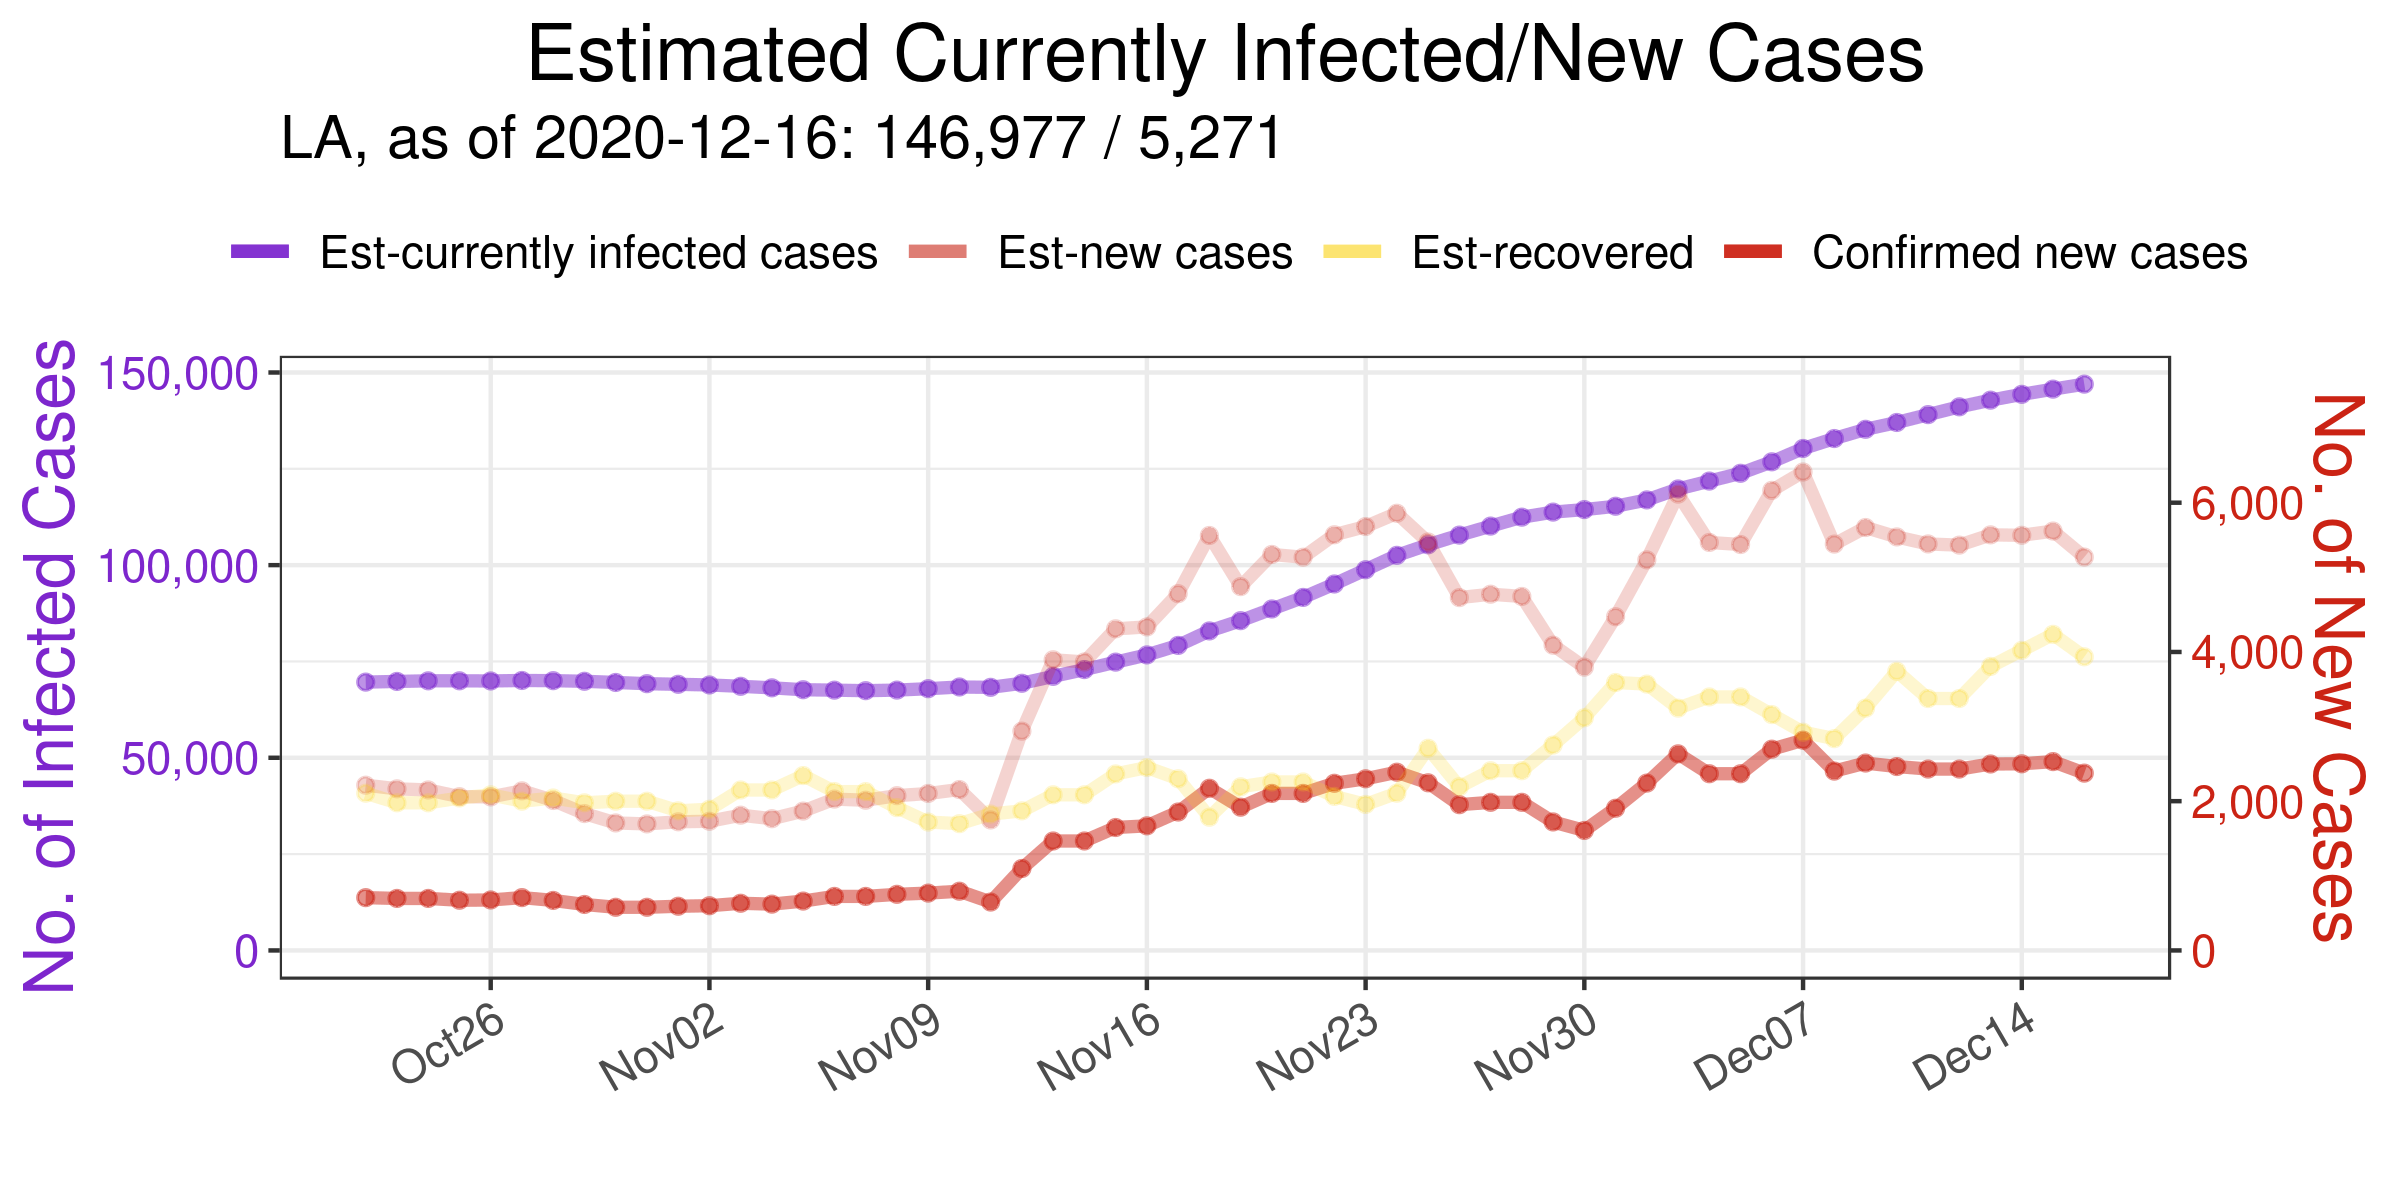 Estimated Currently Infected/New Cases
LA, as of 2020-12-16: 146,977 / 5,271
Est-currently infected cases Est-new cases Est-recovered Confirmed new cases
No. of Infected Cases
150,000
100,000
50,000
0
6,000
4,000
2,000
0
No. of New Cases
Oct26 Nov02 Nov09 Nov16 Nov23 Nov30 Dec07 Dec14